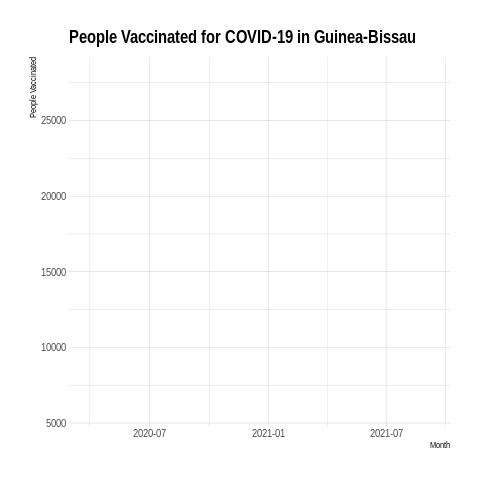 People Vaccinated for COVID-19 in Guinea-Bissau
People Vaccinated
25000
20000
15000
10000
5000
2020-07
2021-01
2021-07
Month